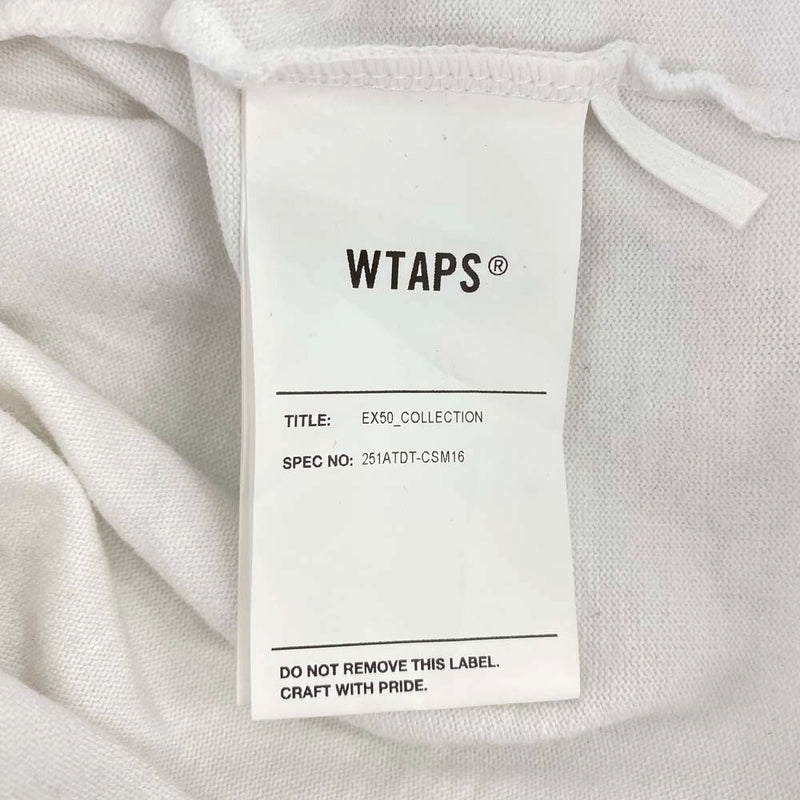 WTAPS®
TITLE: EX50_COLLECTION
SPEC NO: 251ATDT-CSM16
DO NOT REMOVE THIS LABEL.
CRAFT WITH PRIDE.